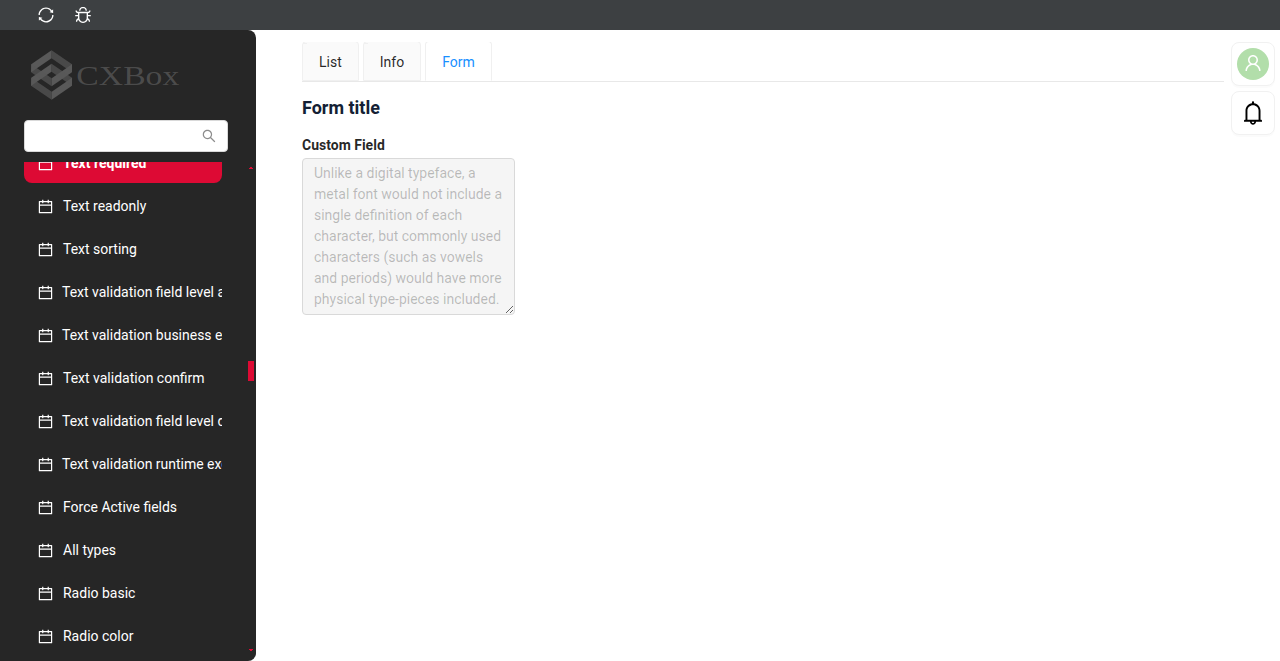 CXBox
Text required
Text readonly
Text sorting
Text validation field level a
Text validation business e
Text validation confirm
Text validation field level
Text validation runtime ex
Force Active fields
All types
Radio basic
Radio color
List
Info
Form
Form title
Custom Field
Unlike a digital typeface, a
metal font would not include a
single definition of each
character, but commonly used
characters (such as vowels
and periods) would have more
physical type-pieces included.